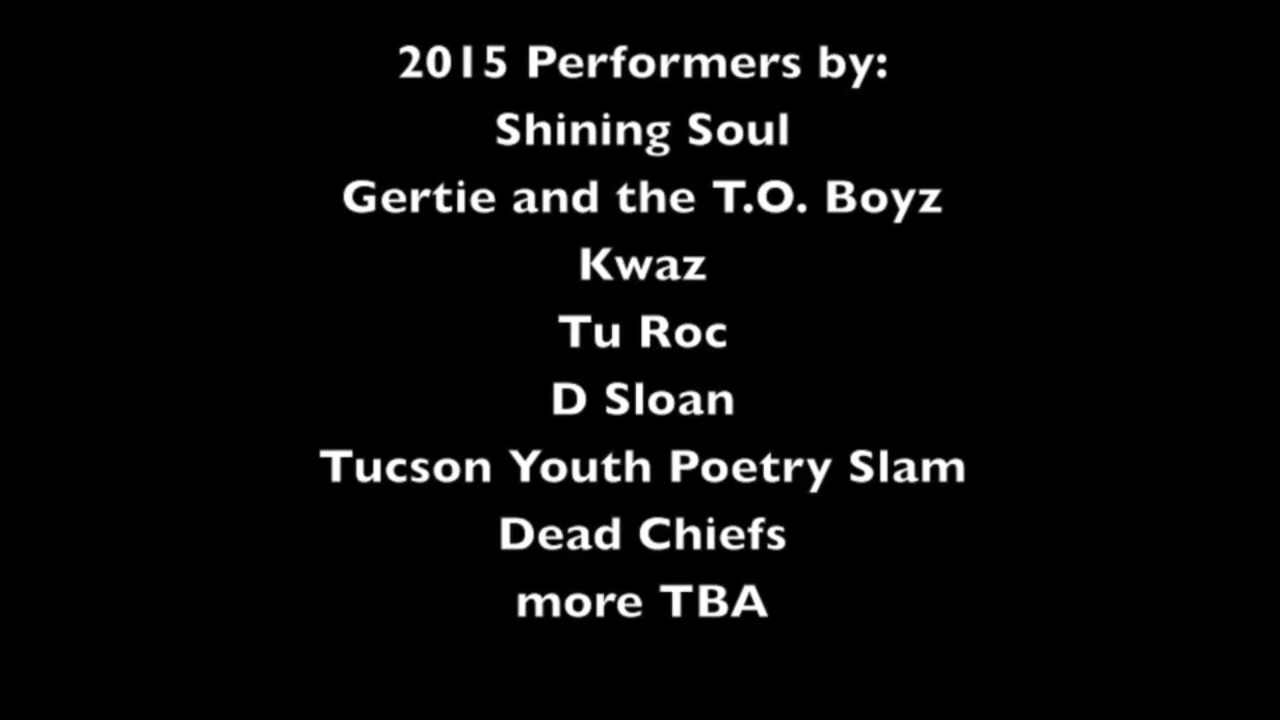 2015 Performers by:
Shining Soul
Gertie and the T.O. Boyz
Kwaz
Tu Roc
D Sloan
Tucson Youth Poetry Slam
Dead Chiefs
more TBA